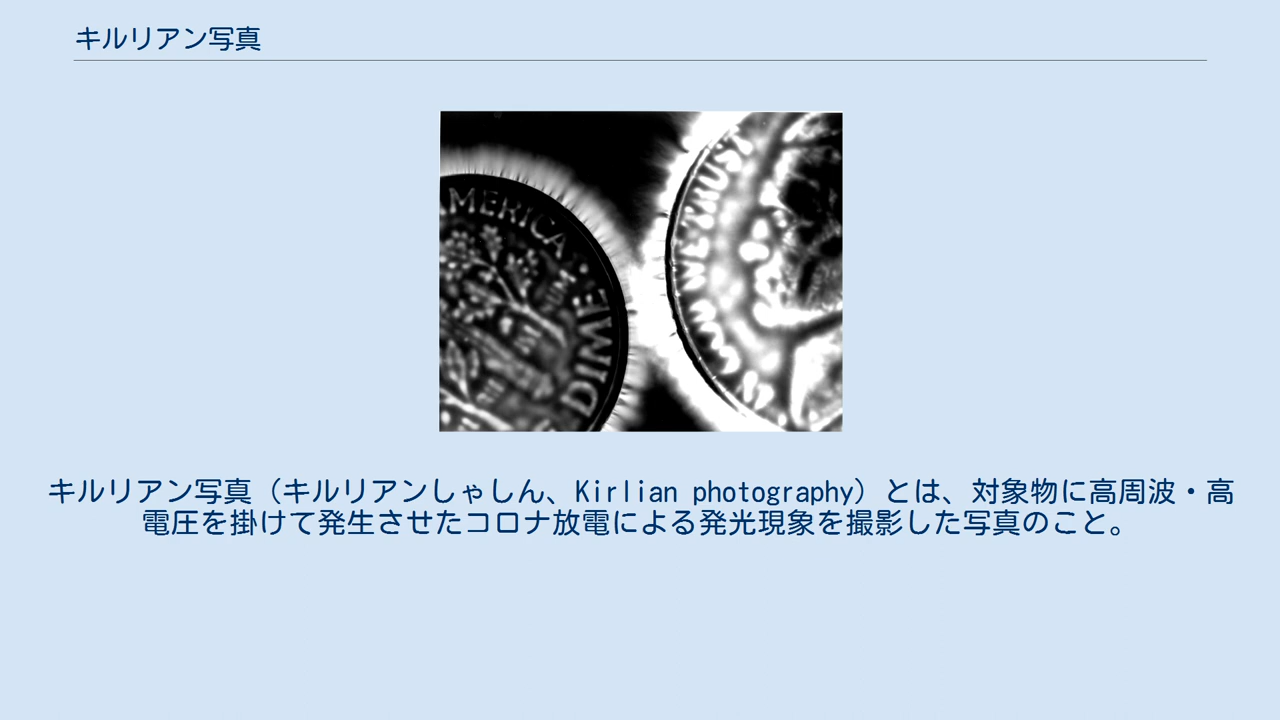 キルリアン写真
AMERICA
DIME
WE TRUST
キルリアン写真（キルリアンしゃしん、Kirlian photography）とは、対象物に高周波・高
電圧を掛けて発生させたコロナ放電による発光現象を撮影した写真のこと。